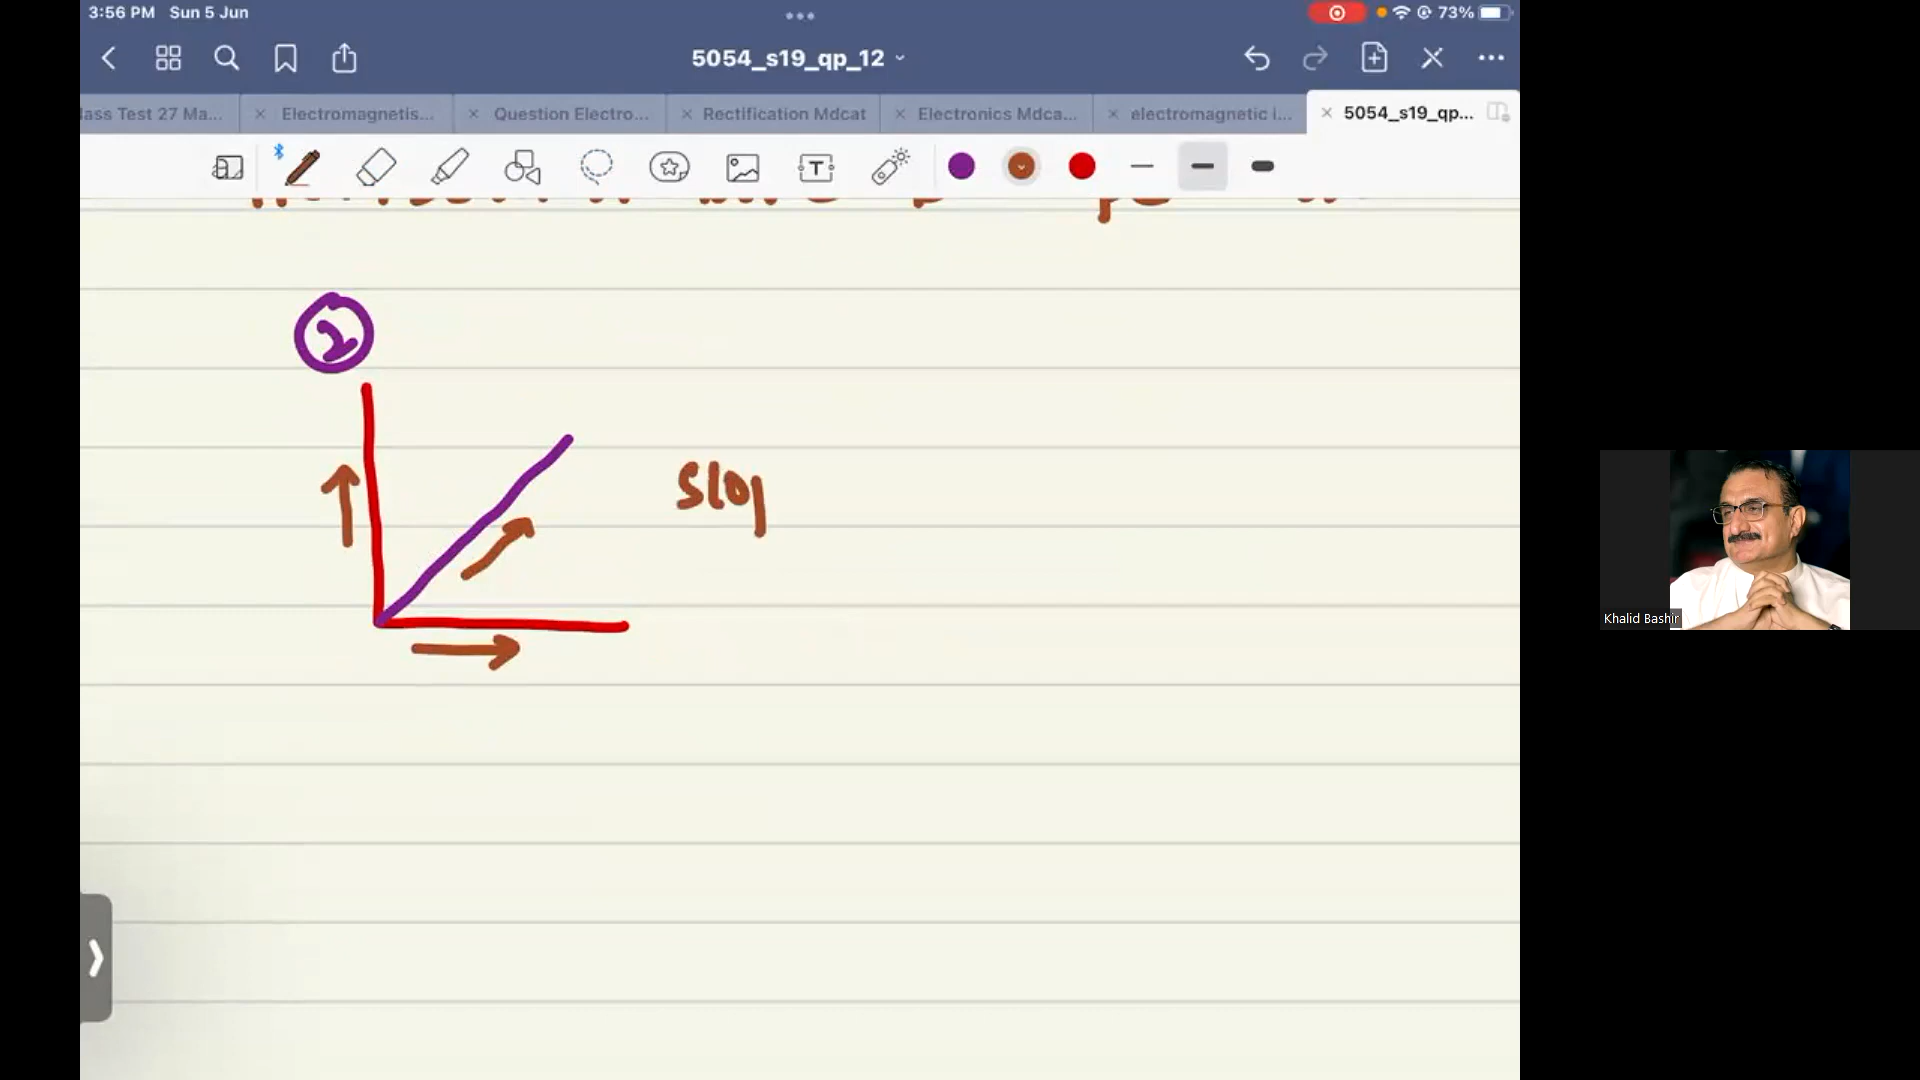 3:56 PM Sun 5 Jun
73%
5054_s19_qp_12
lass Test 27 Ma...
Electromagnetis...
Question Electro...
Rectification Mdcat
Electronics Mdca...
electromagnetic i...
5054_s19_qp...
T
2
slop
Khalid Bashir